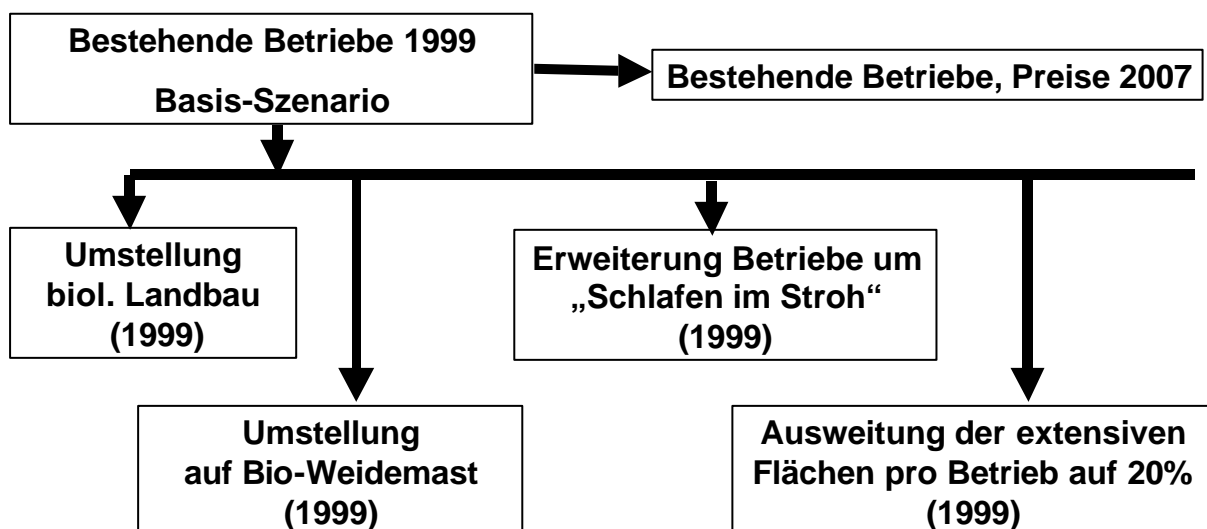 Bestehende Betriebe 1999
Basis-Szenario
Bestehende Betriebe, Preise 2007
Umstellung
biol. Landbau
(1999)
Erweiterung Betriebe um
„Schlafen im Stroh“
(1999)
Umstellung
auf Bio-Weidemast
(1999)
Ausweitung der extensiven
Flächen pro Betrieb auf 20%
(1999)